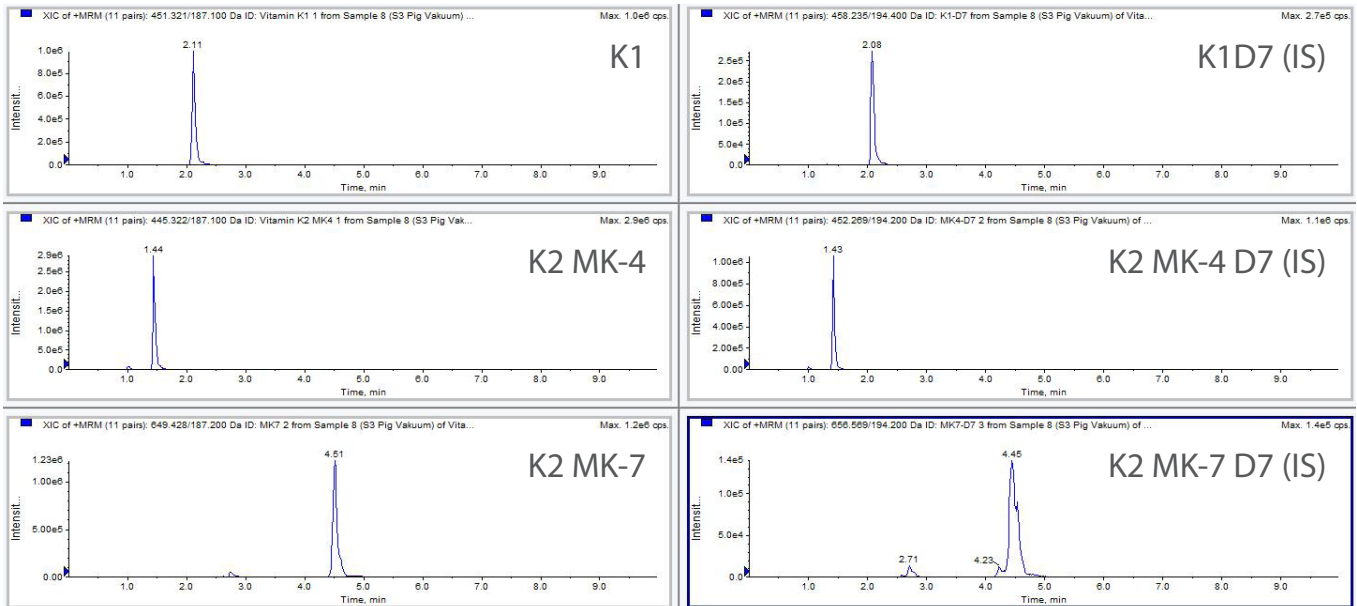 XIC of +MRM (11 pairs): 451.321/187.100 Da ID: Vitamin K1 1 from Sample 8 (S3 Pig Vakuum) ... Max. 1.0e6 cps.
K1
2.11
1.0e6
8.0e5
6.0e5
4.0e5
2.0e5
0.0
Intensit...
1.0 2.0 3.0 4.0 5.0 6.0 7.0 8.0 9.0
Time, min
XIC of +MRM (11 pairs): 458.235/194.400 Da ID: K1-D7 from Sample 8 (S3 Pig Vakuum) of Vita... Max. 2.7e5 cps.
K1D7 (IS)
2.08
2.5e5
2.0e5
1.5e5
1.0e5
5.0e4
0.0
Intensit...
1.0 2.0 3.0 4.0 5.0 6.0 7.0 8.0 9.0
Time, min
XIC of +MRM (11 pairs): 445.322/187.100 Da ID: Vitamin K2 MK4 1 from Sample 8 (S3 Pig Vak... Max. 2.9e6 cps.
K2 MK-4
1.44
2.9e6
2.5e6
2.0e6
1.5e6
1.0e6
5.0e5
0.0
Intensit...
1.0 2.0 3.0 4.0 5.0 6.0 7.0 8.0 9.0
Time, min
XIC of +MRM (11 pairs): 452.269/194.200 Da ID: MK4-D7 2 from Sample 8 (S3 Pig Vakuum) of ... Max. 1.1e6 cps.
K2 MK-4 D7 (IS)
1.43
1.00e6
8.00e5
6.00e5
4.00e5
2.00e5
0.00
Intensit...
1.0 2.0 3.0 4.0 5.0 6.0 7.0 8.0 9.0
Time, min
XIC of +MRM (11 pairs): 649.428/187.200 Da ID: MK7 2 from Sample 8 (S3 Pig Vakuum) of Vita... Max. 1.2e6 cps.
K2 MK-7
4.51
1.23e6
1.00e6
5.00e5
0.00
Intensit...
1.0 2.0 3.0 4.0 5.0 6.0 7.0 8.0 9.0
Time, min
XIC of +MRM (11 pairs): 656.569/194.200 Da ID: MK7-D7 3 from Sample 8 (S3 Pig Vakuum) of ... Max. 1.4e5 cps.
K2 MK-7 D7 (IS)
4.45
2.71
4.23
1.4e5
1.0e5
5.0e4
0.0
Intensit...
1.0 2.0 3.0 4.0 5.0 6.0 7.0 8.0 9.0
Time, min